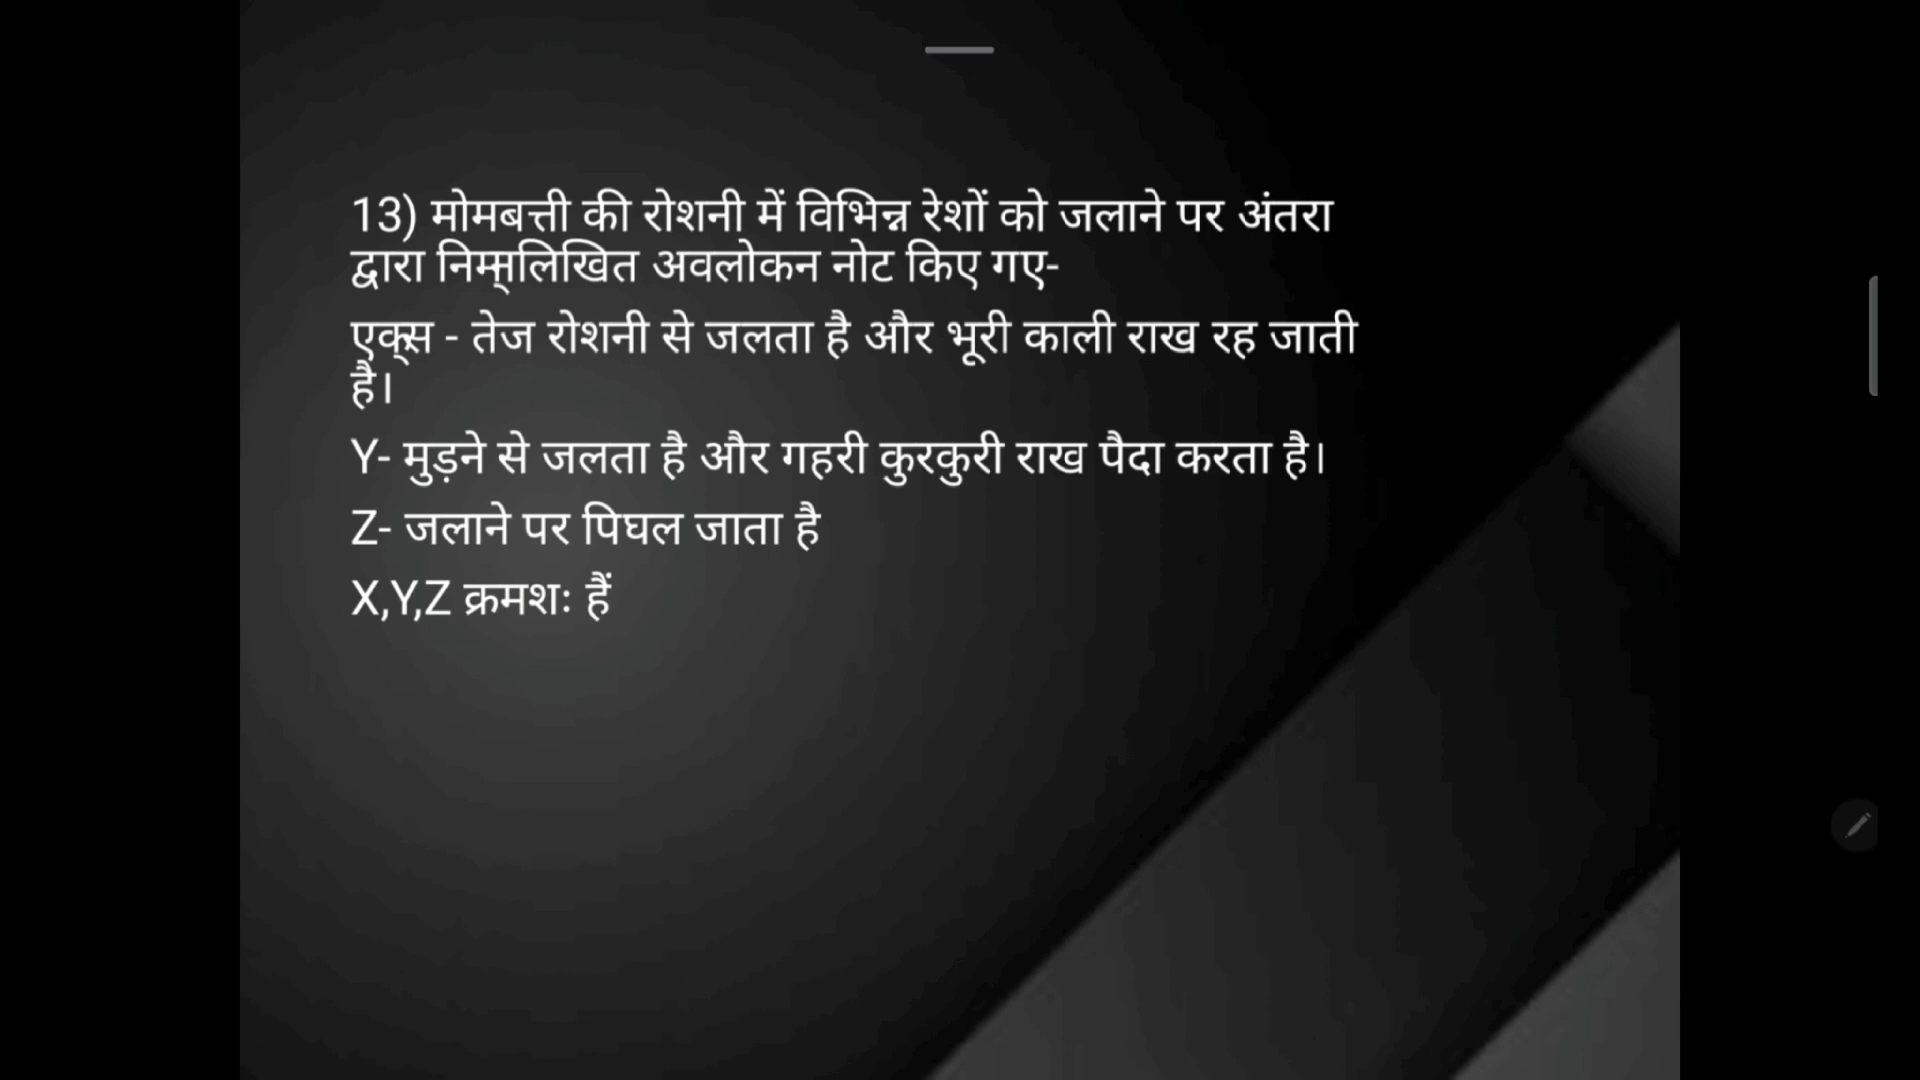 13) मोमबत्ती की रोशनी में विभिन्न रेशों को जलाने पर अंतरा
द्वारा निम्नलिखित अवलोकन नोट किए गए-
एक्स - तेज रोशनी से जलता है और भूरी काली राख रह जाती
है।
Y- मुड़ने से जलता है और गहरी कुरकुरी राख पैदा करता है।
Z- जलाने पर पिघल जाता है
X,Y,Z क्रमशः हैं